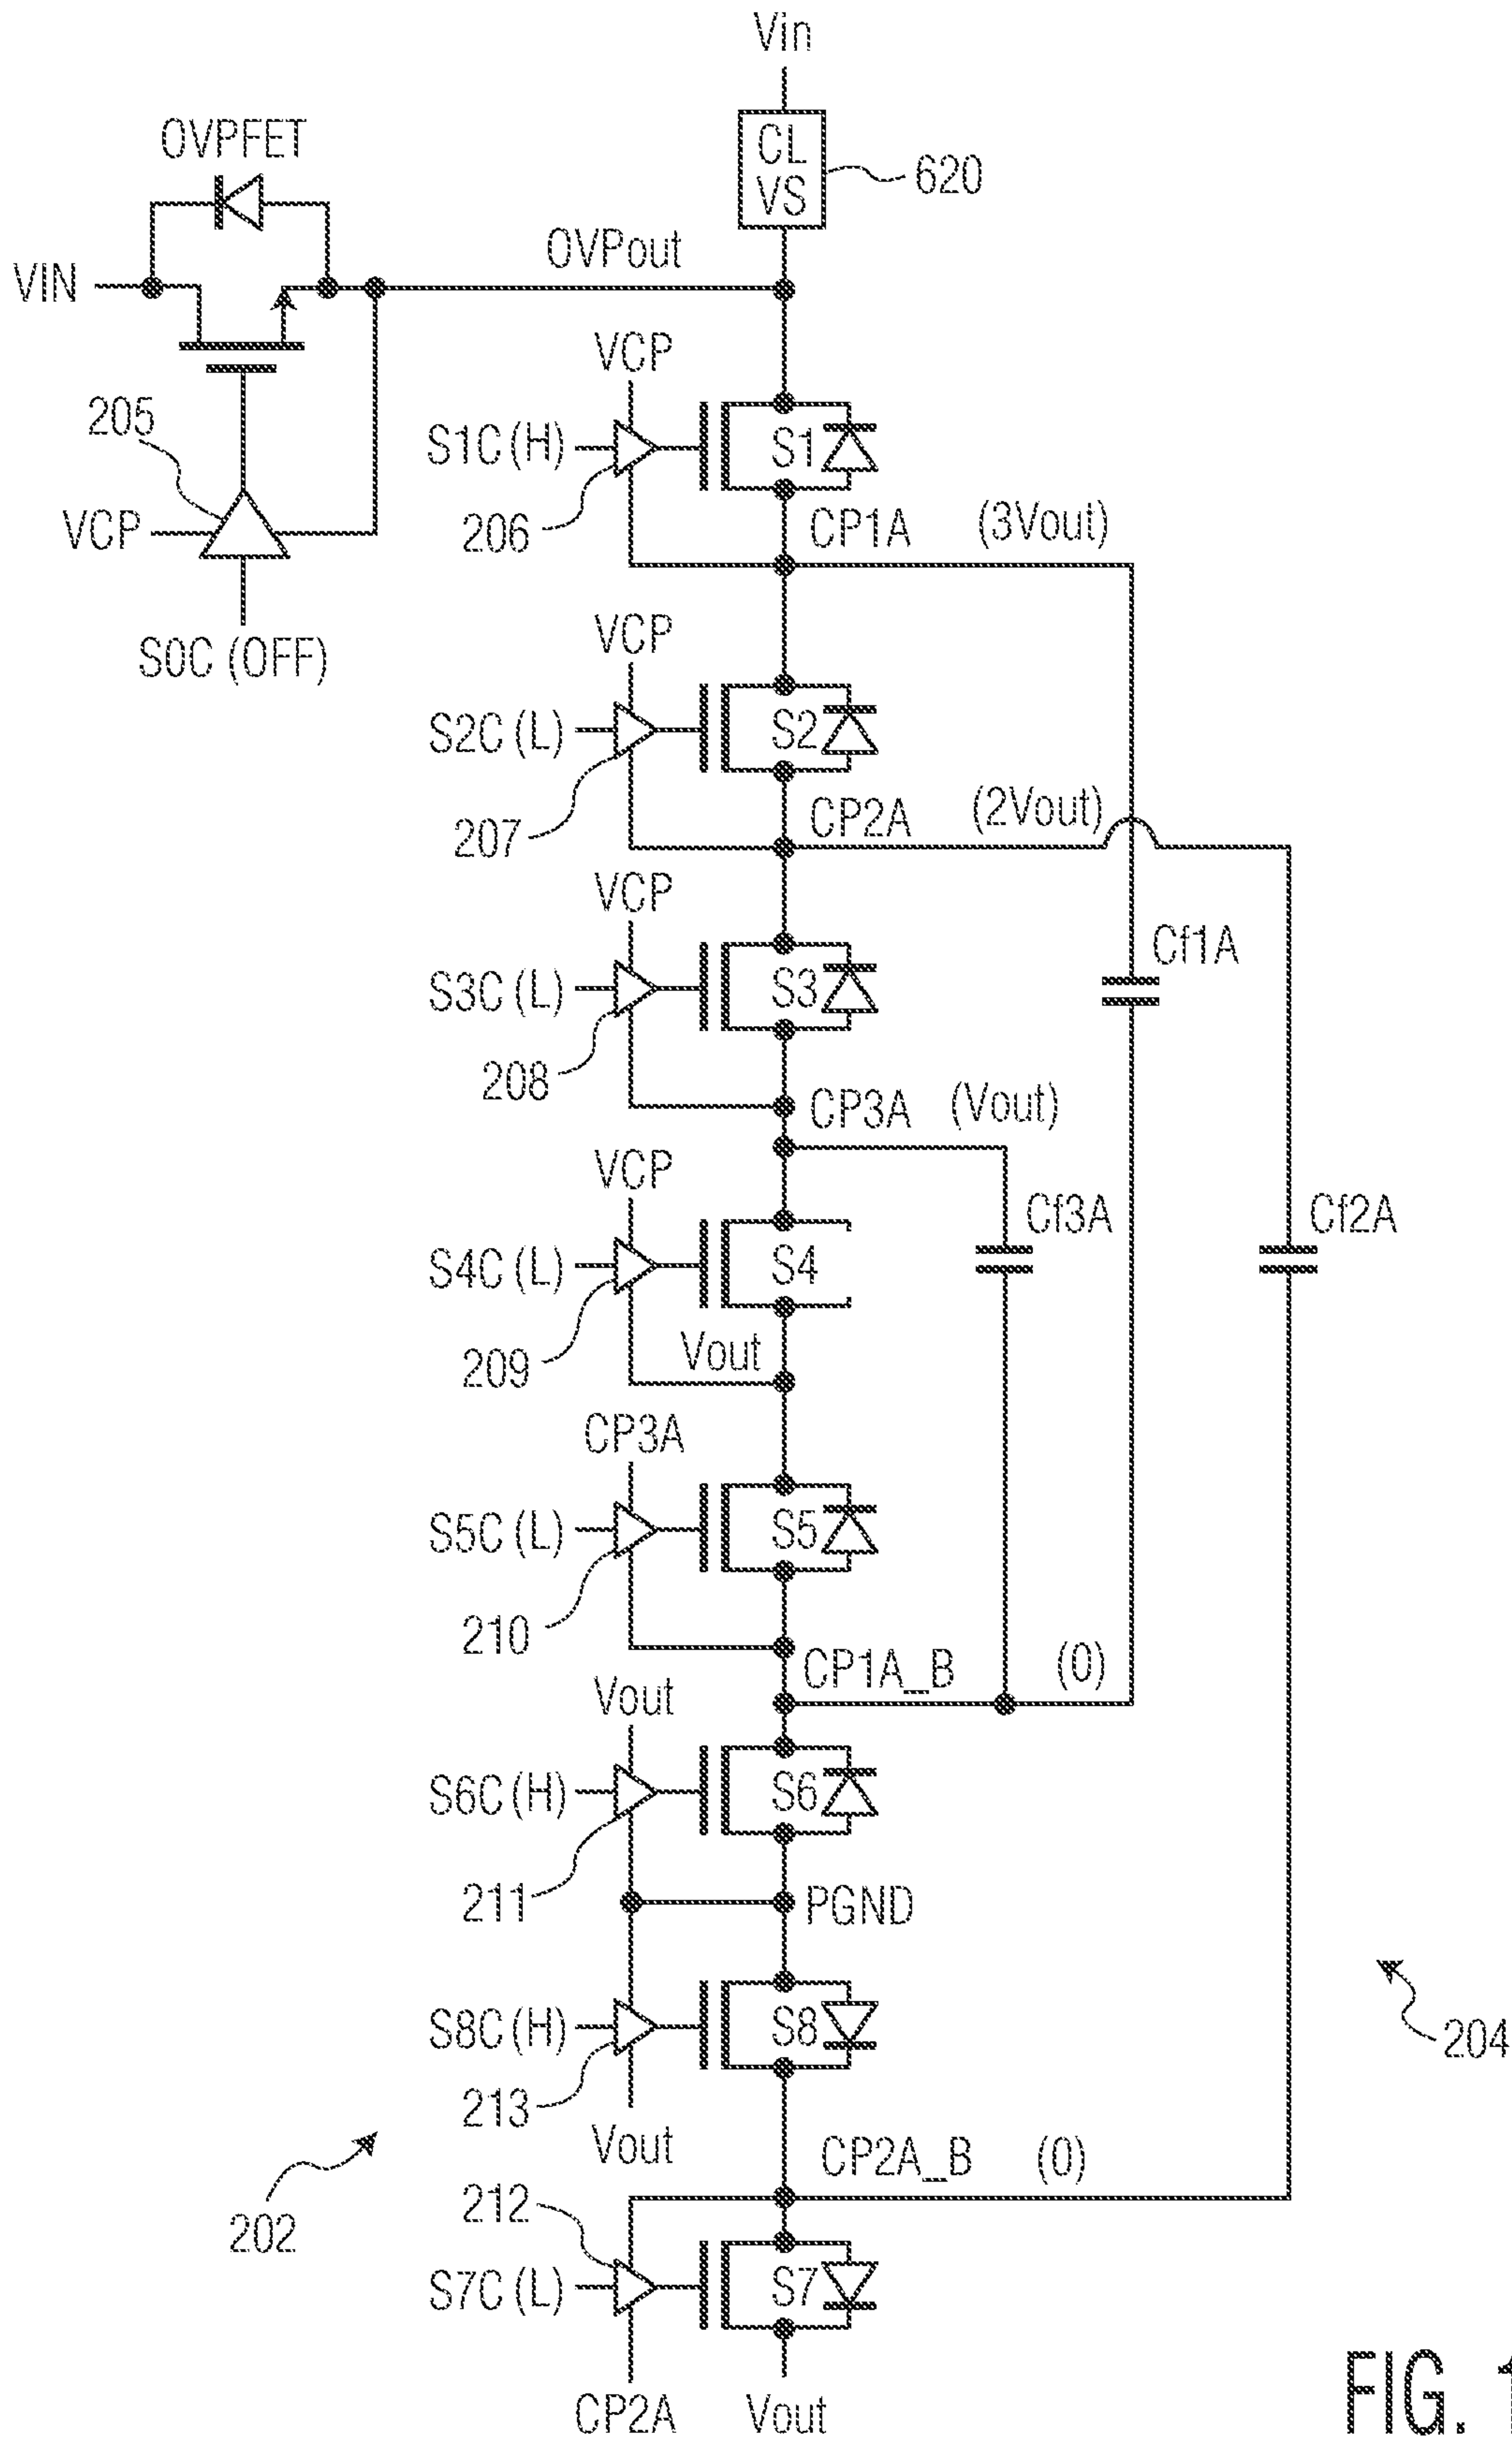 Vin
CL
VS
620
OVPFET
OVPout
VIN
205
VCP
S0C (OFF)
VCP
S1C (H)
S1
206
CP1A (3Vout)
VCP
S2C (L)
S2
207
CP2A (2Vout)
VCP
Cf1A
S3C (L)
S3
208
CP3A (Vout)
VCP
Cf3A
Cf2A
S4C (L)
S4
209
Vout
CP3A
S5C (L)
S5
210
CP1A_B (0)
Vout
S6C (H)
S6
211
PGND
S8C (H)
S8
204
213
Vout
CP2A_B (0)
202
212
S7C (L)
S7
CP2A
Vout
FIG.